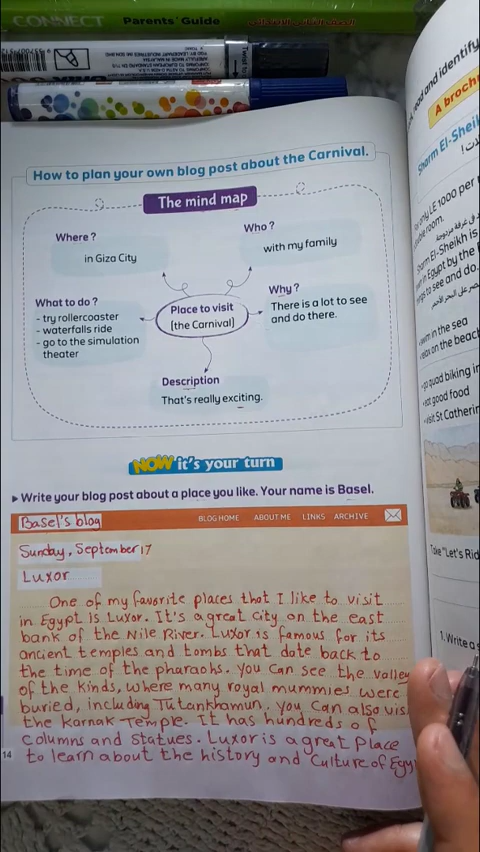 CONNECT Parents' Guide
How to plan your own blog post about the Carnival.
The mind map
Where?
in Giza City
Who?
with my family
What to do?
- try rollercoaster
- waterfalls ride
- go to the simulation
theater
Place to visit
(the Carnival)
Why?
There is a lot to see
and do there.
Description
That's really exciting.
NOW it's your turn
▸ Write your blog post about a place you like. Your name is Basel.
Basel's blog
BLOG HOME ABOUT ME LINKS ARCHIVE
Sunday, September 17
Luxor
One of my favorite places that I like to visit
in Egypt is Luxor. It's a great city on the east
bank of the Nile River. Luxor is famous for its
ancient temples and tombs that date back to
the time of the pharaohs. you can see the valley
of the kinds, where many royal mummies were
buried, including Tutankhamun. you can also vis
the karnak Temple. It has hundreds of
columns and statues. Luxor is a great place
to learn about the history and culture of Egy
14
read and identify
A broch
Sharm El-Sheik
only LE 1000 per
room.
Sharm El-Sheikh is
in Egypt by the
to see and do.
in the sea
on the beach
quad biking in
good food
visit St Catherin
Take "Let's Rid
1. Write a